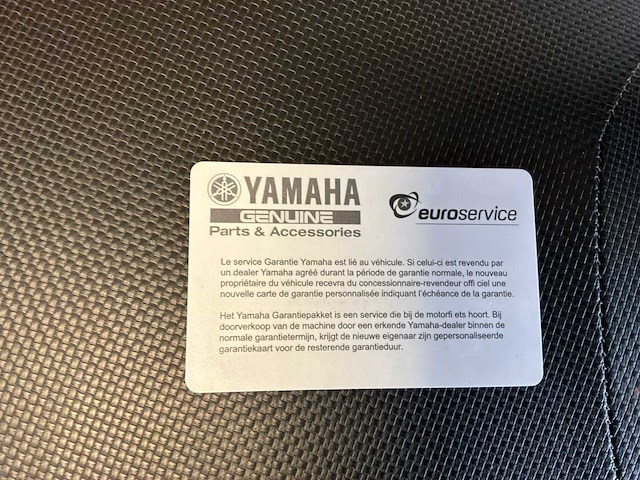 YAMAHA
GENUINE
Parts & Accessories
euroservice
Le service Garantie Yamaha est lié au véhicule. Si celui-ci est revendu par
un dealer Yamaha agréé durant la période de garantie normale, le nouveau
propriétaire du véhicule recevra du concessionnaire-revendeur offi ciel une
nouvelle carte de garantie personnalisée indiquant l'échéance de la garantie.
Het Yamaha Garantiepakket is een service die bij de motorfi ets hoort. Bij
doorverkoop van de machine door een erkende Yamaha-dealer binnen de
normale garantietermijn, krijgt de nieuwe eigenaar zijn gepersonaliseerde
garantiekaart voor de resterende garantieduur.